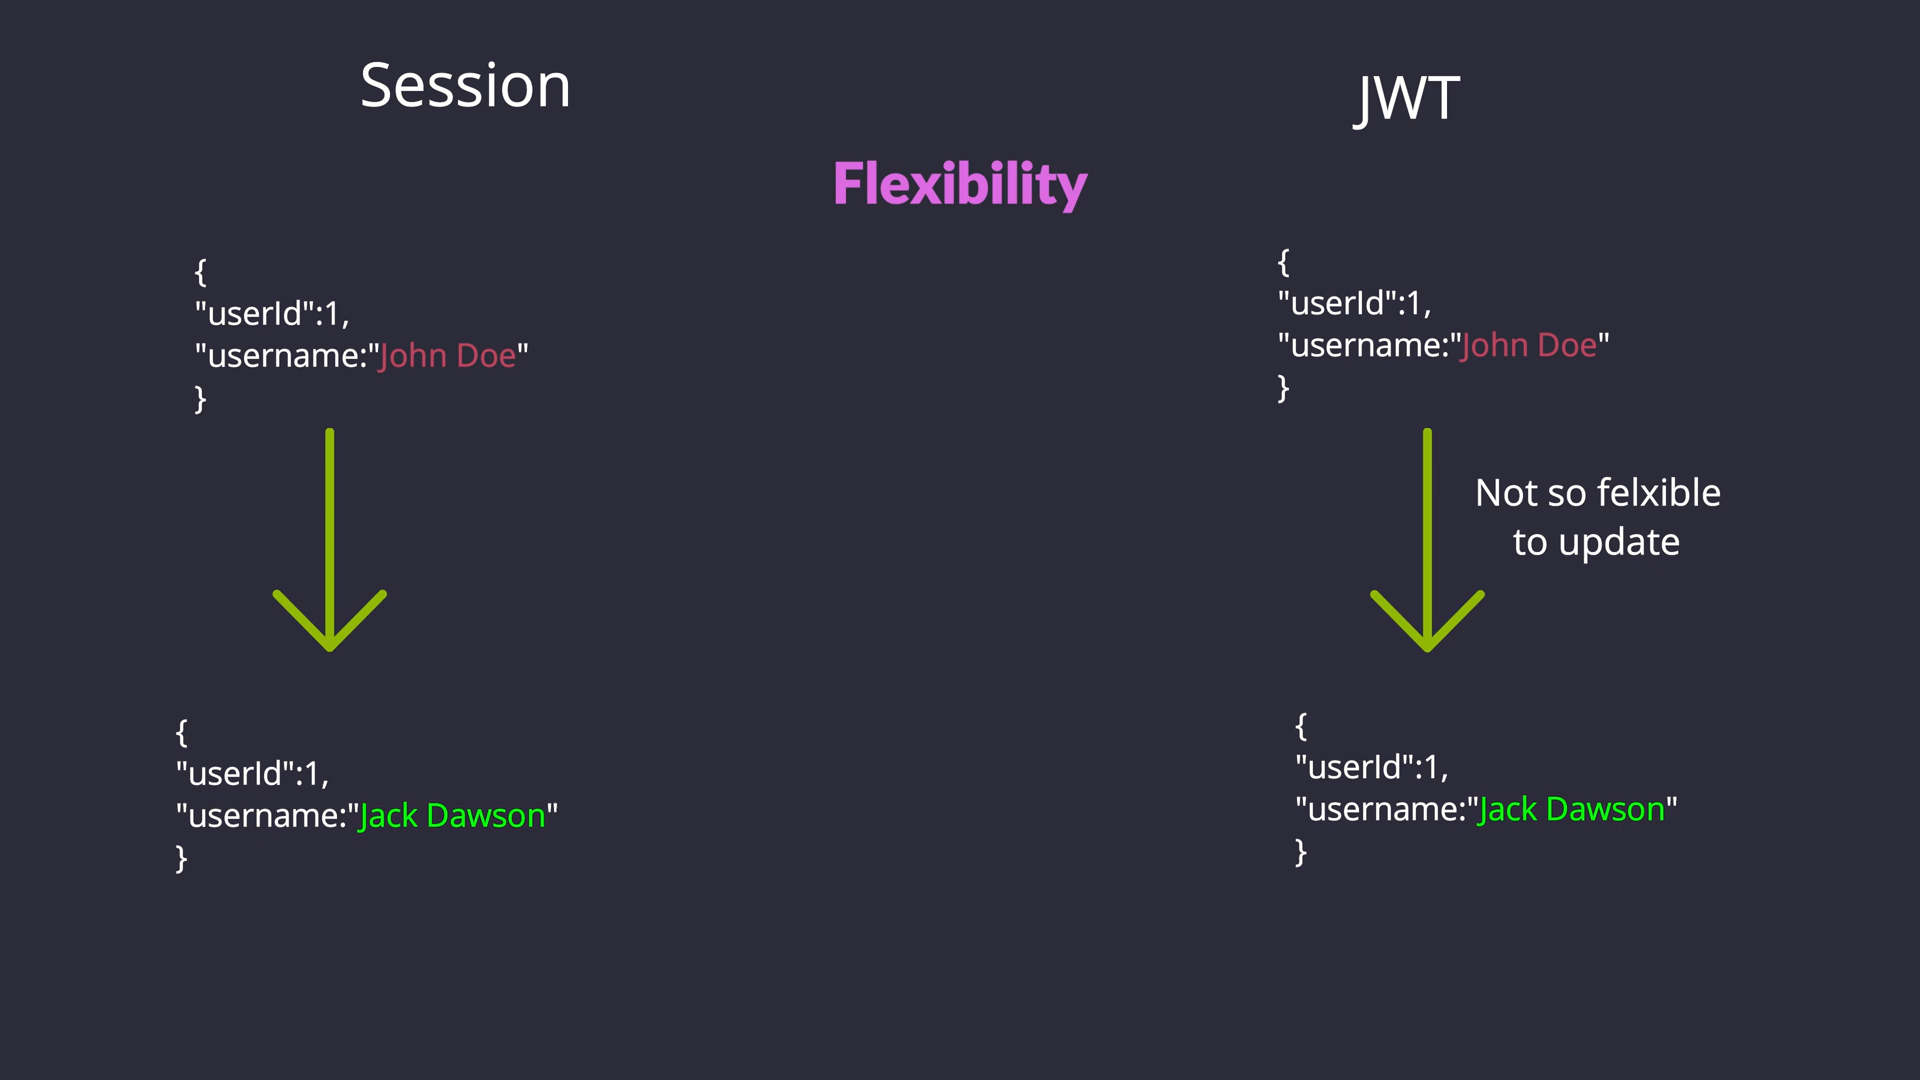 Session
JWT
Flexibility
{
"userId":1,
"username:"John Doe"
}
{
"userId":1,
"username:"John Doe"
}
Not so felxible
to update
{
"userId":1,
"username:"Jack Dawson"
}
{
"userId":1,
"username:"Jack Dawson"
}